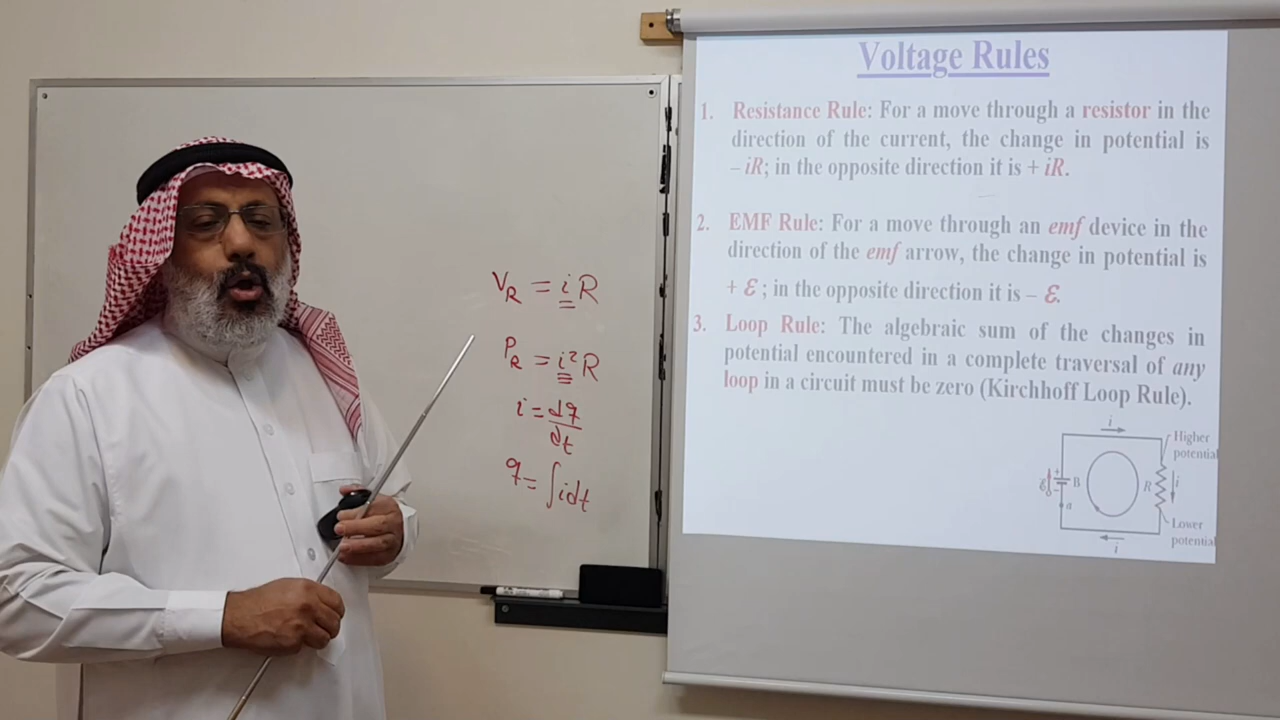 V_R = iR
P_R = i²R
i = dq/dt
q = ∫idt
Voltage Rules
1. Resistance Rule: For a move through a resistor in the
direction of the current, the change in potential is
– iR; in the opposite direction it is + iR.
2. EMF Rule: For a move through an emf device in the
direction of the emf arrow, the change in potential is
+ ℰ; in the opposite direction it is – ℰ.
3. Loop Rule: The algebraic sum of the changes in
potential encountered in a complete traversal of any
loop in a circuit must be zero (Kirchhoff Loop Rule).
i
Higher
potential
ℰ + B R i
a
Lower
potential
i